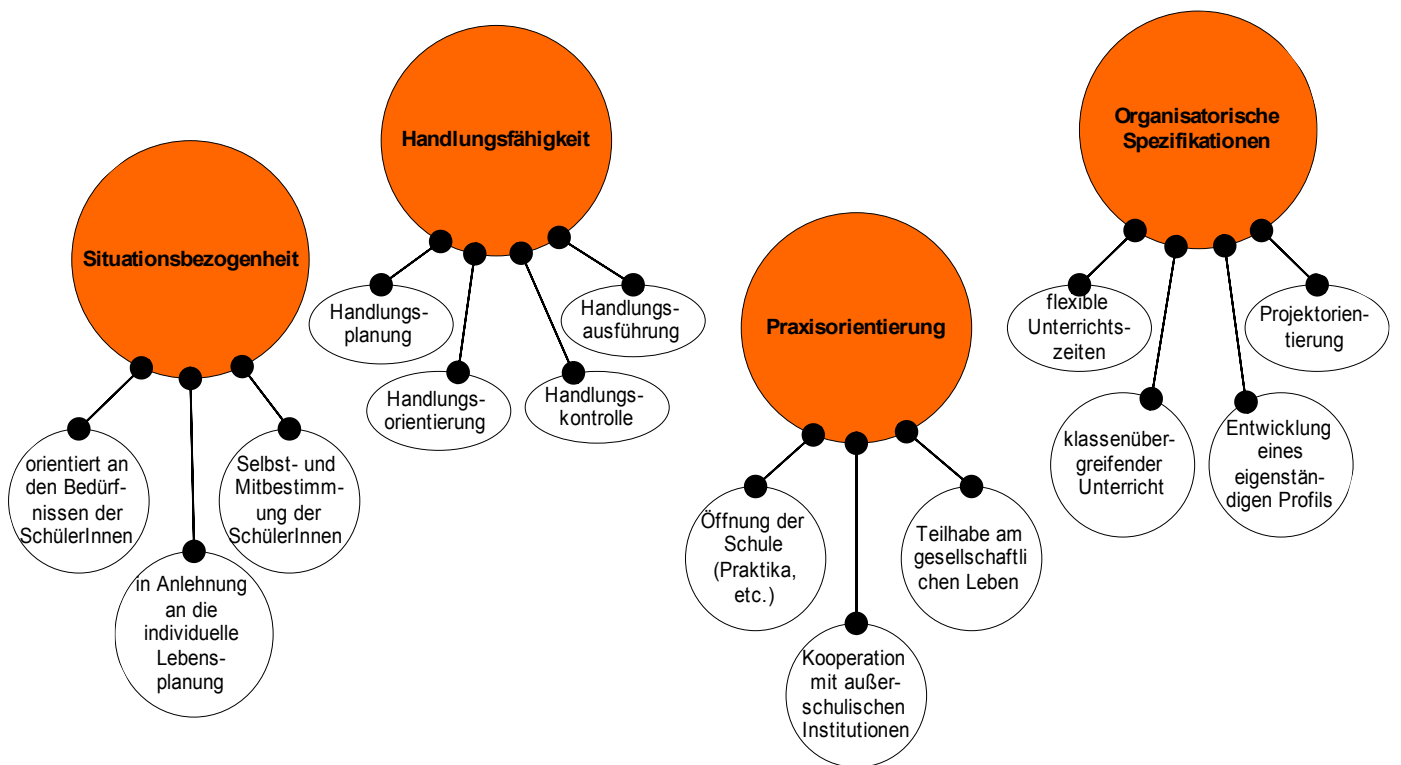 Situationsbezogenheit
orientiert an
den Bedürf-
nissen der
SchülerInnen
in Anlehnung
an die
individuelle
Lebens-
planung
Selbst- und
Mitbestimm-
ung der
SchülerInnen
Handlungsfähigkeit
Handlungs-
planung
Handlungs-
orientierung
Handlungs-
kontrolle
Handlungs-
ausführung
Praxisorientierung
Öffnung der
Schule
(Praktika,
etc.)
Kooperation
mit außer-
schulischen
Institutionen
Teilhabe am
gesellschaftli
chen Leben
Organisatorische
Spezifikationen
flexible
Unterrichts-
zeiten
klassenüber-
greifender
Unterricht
Entwicklung
eines
eigenstän-
digen Profils
Projektorien-
tierung